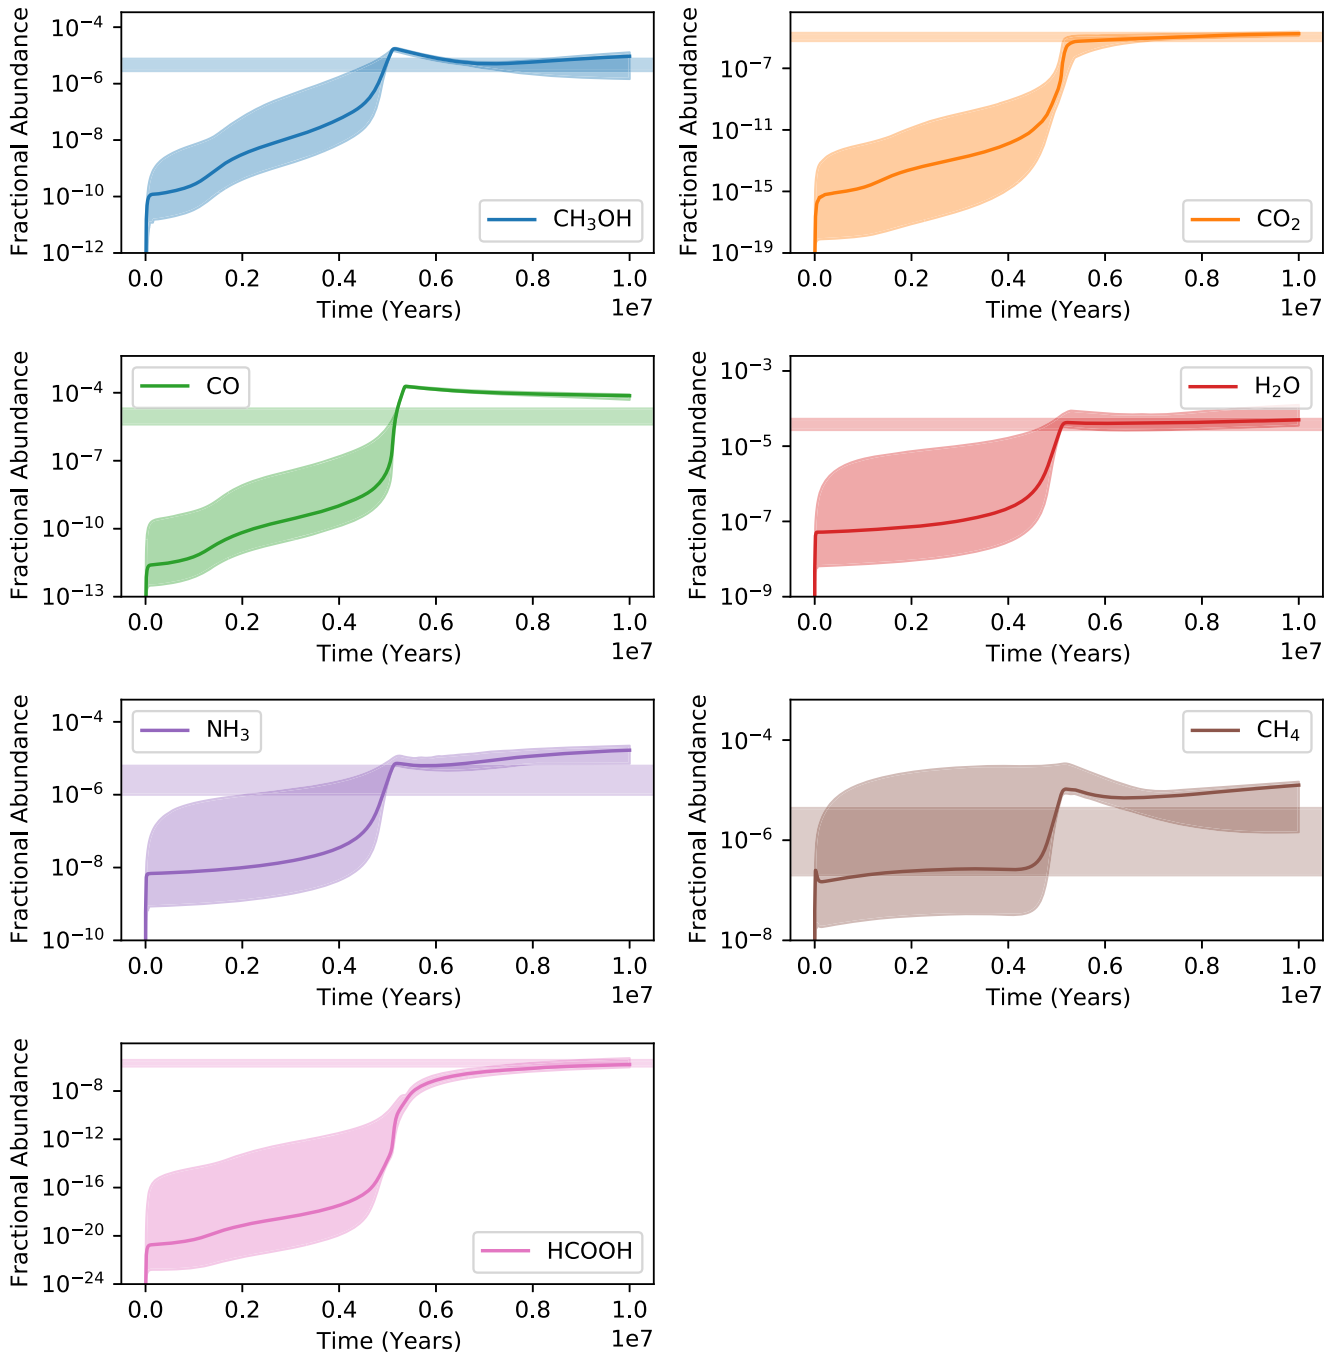 Fractional Abundance
10⁻⁴
10⁻⁶
10⁻⁸
10⁻¹⁰
10⁻¹²
CH₃OH
0.0 0.2 0.4 0.6 0.8 1.0
Time (Years)
1e7
Fractional Abundance
10⁻⁷
10⁻¹¹
10⁻¹⁵
10⁻¹⁹
CO₂
0.0 0.2 0.4 0.6 0.8 1.0
Time (Years)
1e7
Fractional Abundance
10⁻⁴
10⁻⁷
10⁻¹⁰
10⁻¹³
CO
0.0 0.2 0.4 0.6 0.8 1.0
Time (Years)
1e7
Fractional Abundance
10⁻³
10⁻⁵
10⁻⁷
10⁻⁹
H₂O
0.0 0.2 0.4 0.6 0.8 1.0
Time (Years)
1e7
Fractional Abundance
10⁻⁴
10⁻⁶
10⁻⁸
10⁻¹⁰
NH₃
0.0 0.2 0.4 0.6 0.8 1.0
Time (Years)
1e7
Fractional Abundance
10⁻⁴
10⁻⁶
10⁻⁸
CH₄
0.0 0.2 0.4 0.6 0.8 1.0
Time (Years)
1e7
Fractional Abundance
10⁻⁸
10⁻¹²
10⁻¹⁶
10⁻²⁰
10⁻²⁴
HCOOH
0.0 0.2 0.4 0.6 0.8 1.0
Time (Years)
1e7